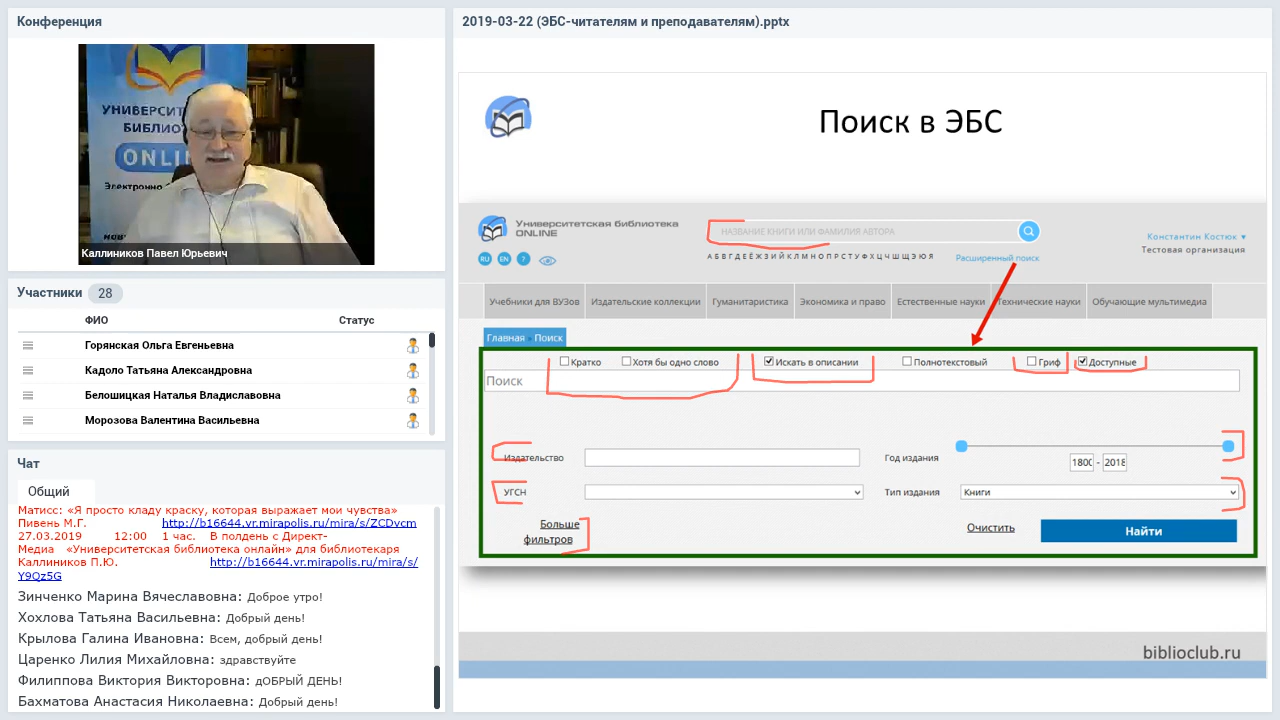 Конференция
УНИВЕРСИТ
БИБЛИО
ONLI
Электронно
Каллиников Павел Юрьевич
Участники 28
ФИО Статус
Горянская Ольга Евгеньевна
Кадоло Татьяна Александровна
Белошицкая Наталья Владиславовна
Морозова Валентина Васильевна
Чат
Общий
Матисс: «Я просто кладу краску, которая выражает мои чувства»
Пивень М.Г. http://b16644.vr.mirapolis.ru/mira/s/ZCDvcm
27.03.2019 12:00 1 час. В полдень с Директ-
Медиа «Университетская библиотека онлайн» для библиотекаря
Каллиников П.Ю. http://b16644.vr.mirapolis.ru/mira/s/
Y9Qz5G
Зинченко Марина Вячеславовна: Доброе утро!
Хохлова Татьяна Васильевна: Добрый день!
Крылова Галина Ивановна: Всем, добрый день!
Царенко Лилия Михайловна: здравствуйте
Филиппова Виктория Викторовна: дОБРЫЙ ДЕНЬ!
Бахматова Анастасия Николаевна: Добрый день!
2019-03-22 (ЭБС-читателям и преподавателям).pptx
Поиск в ЭБС
Университетская библиотека
ONLINE
НАЗВАНИЕ КНИГИ ИЛИ ФАМИЛИЯ АВТОРА
Константин Костюк ▼
Тестовая организация
RU EN ?
А Б В Г Д Е Ё Ж З И Й К Л М Н О П Р С Т У Ф Х Ц Ч Ш Щ Э Ю Я
Расширенный поиск
Учебники для ВУЗов Издательские коллекции Гуманитаристика Экономика и право Естественные науки Технические науки Обучающие мультимедиа
Главная Поиск
Кратко Хотя бы одно слово Искать в описании Полнотекстовый Гриф Доступные
Поиск
Издательство Год издания 1800 - 2018
УГСН Тип издания Книги
Больше
фильтров
Очистить Найти
biblioclub.ru